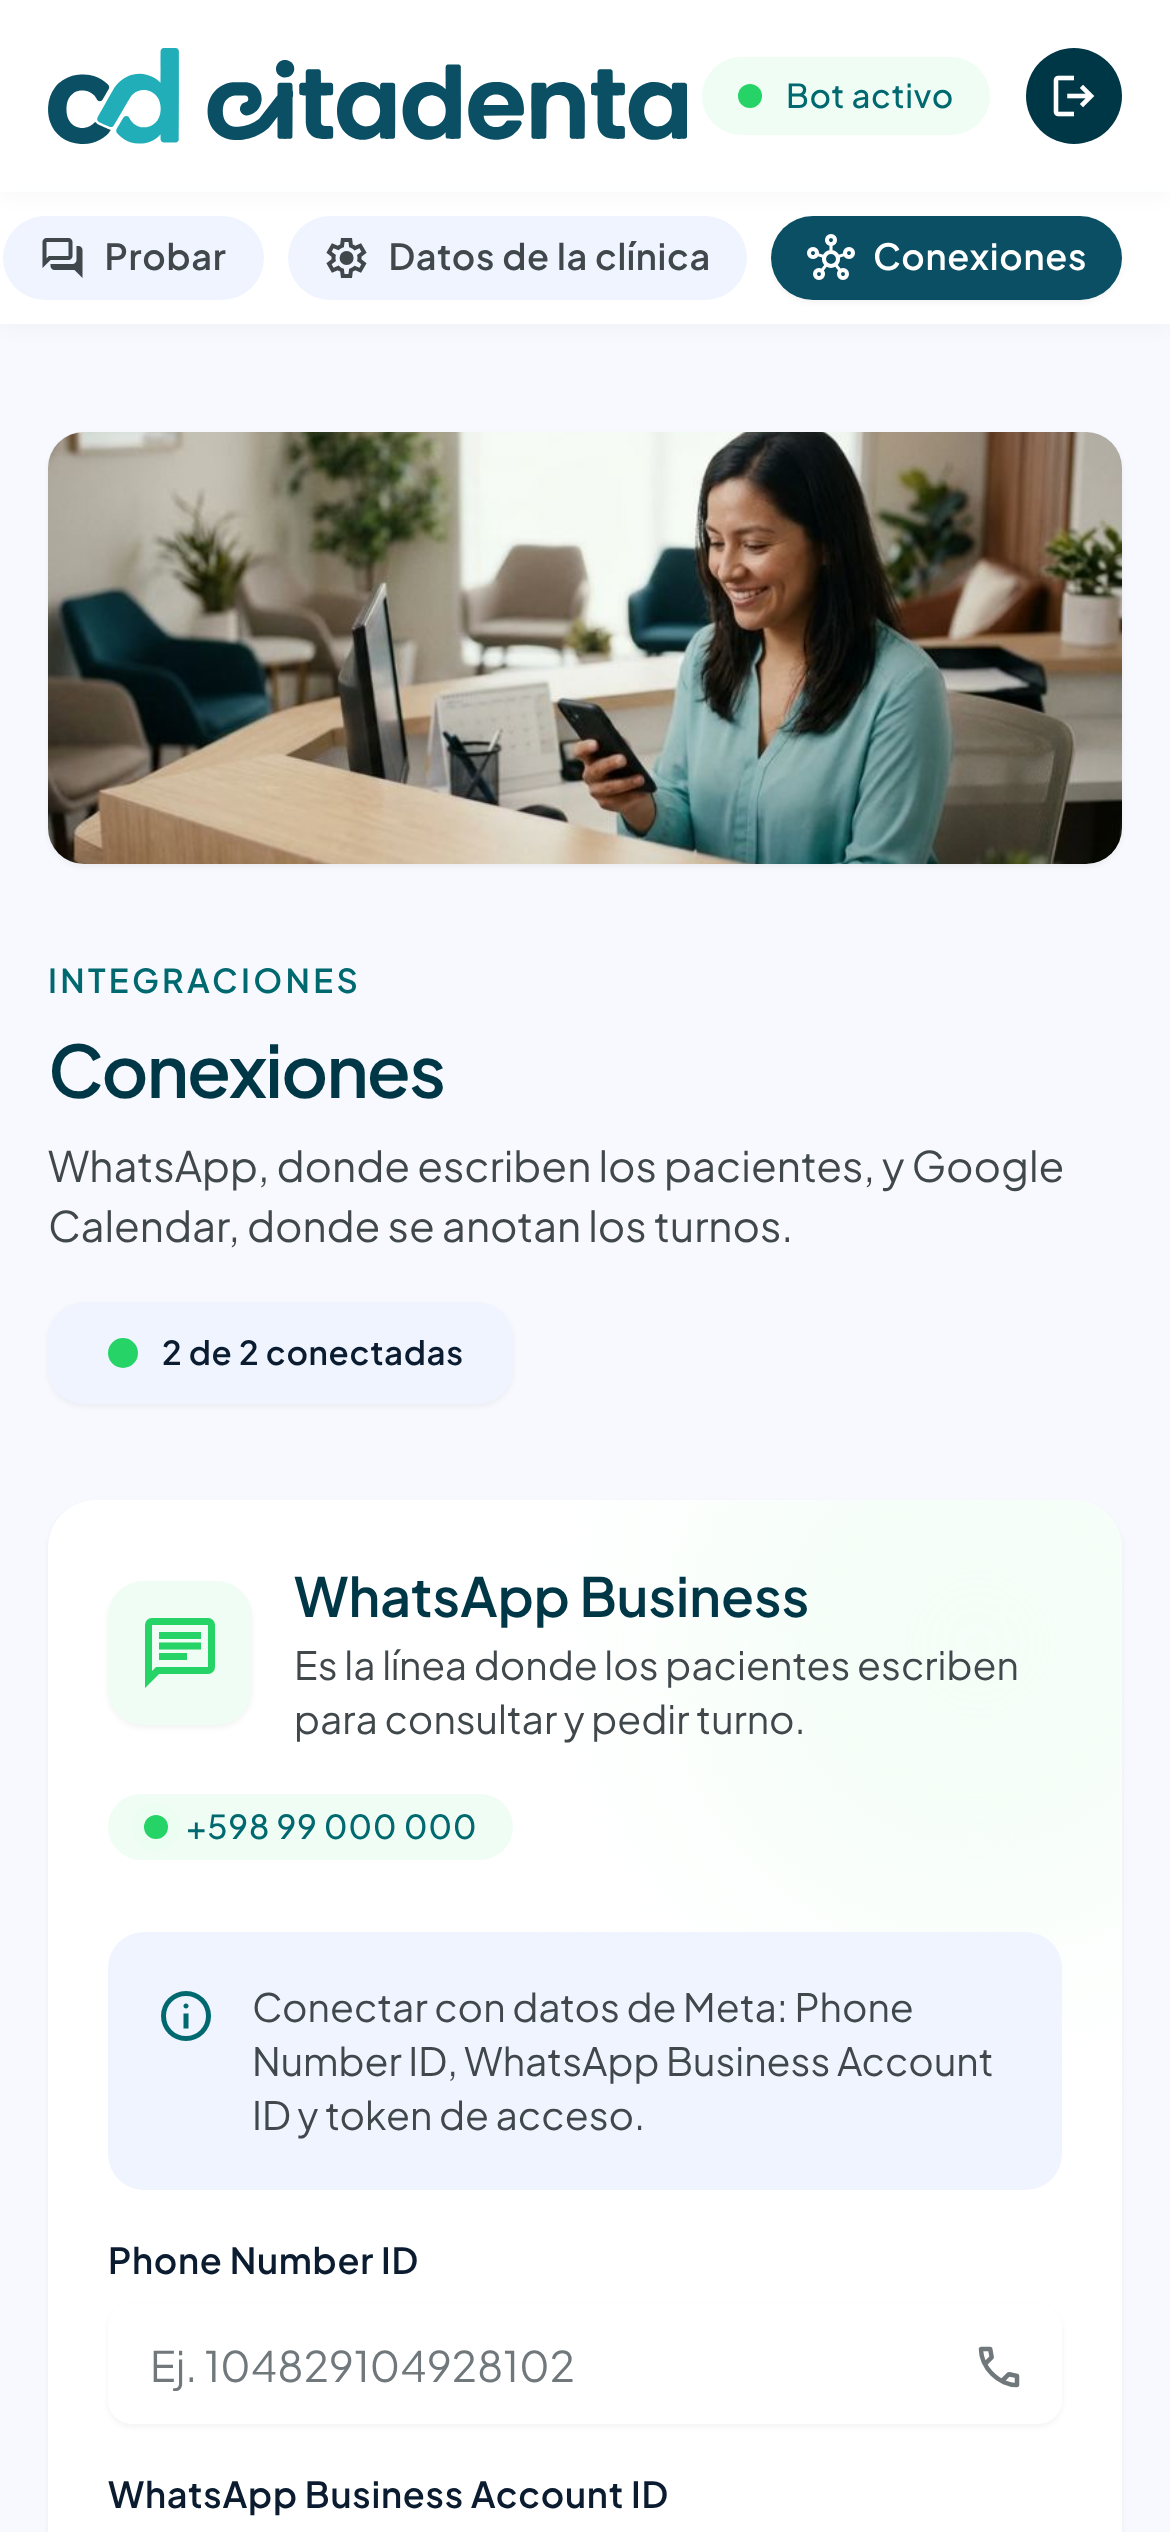 cd citadenta
Bot activo
Probar
Datos de la clínica
Conexiones
INTEGRACIONES
Conexiones
WhatsApp, donde escriben los pacientes, y Google
Calendar, donde se anotan los turnos.
2 de 2 conectadas
WhatsApp Business
Es la línea donde los pacientes escriben
para consultar y pedir turno.
+598 99 000 000
Conectar con datos de Meta: Phone
Number ID, WhatsApp Business Account
ID y token de acceso.
Phone Number ID
Ej. 104829104928102
WhatsApp Business Account ID